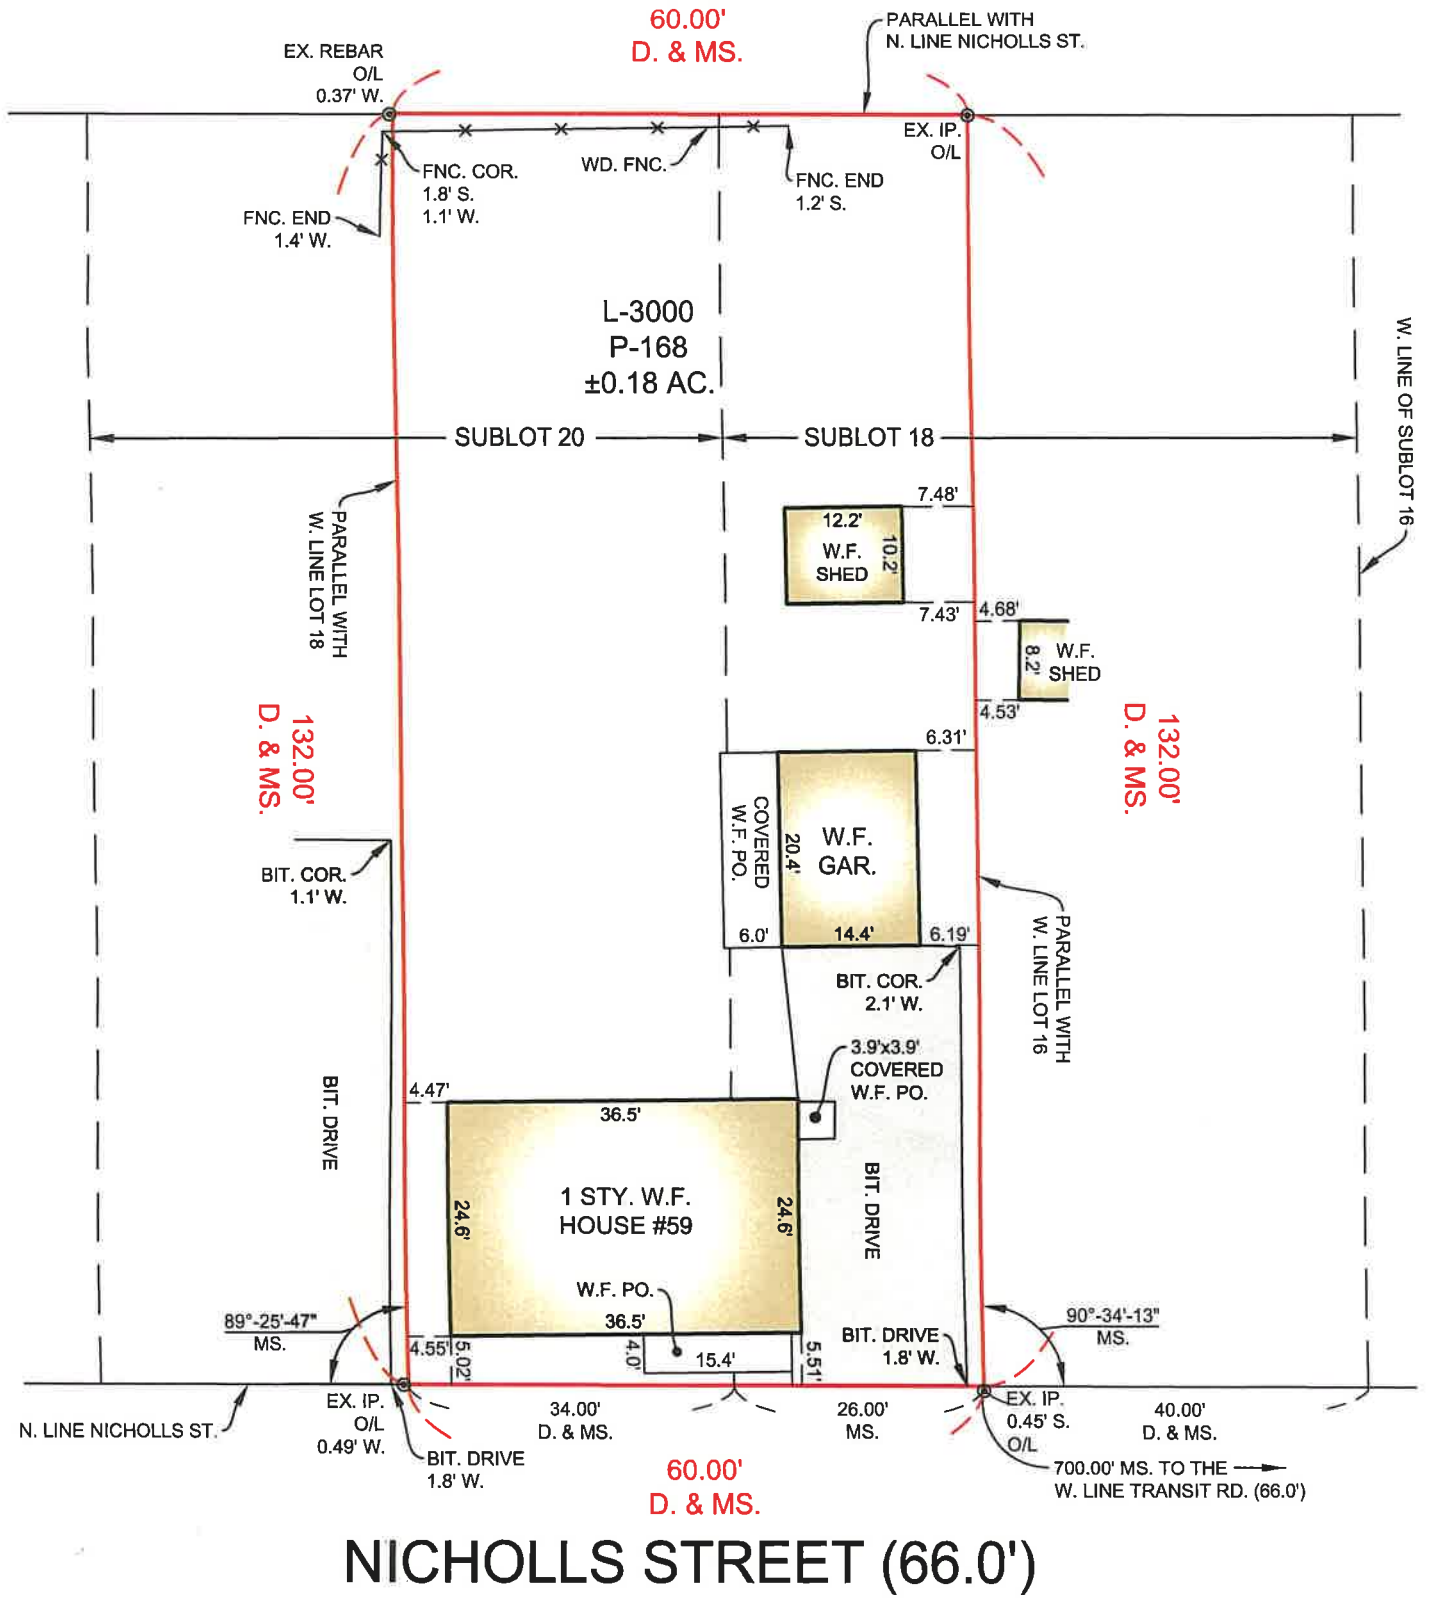 60.00'
D. & MS.
PARALLEL WITH
N. LINE NICHOLLS ST.
EX. REBAR
O/L
0.37' W.
EX. IP.
O/L
WD. FNC.
FNC. COR.
1.8' S.
1.1' W.
FNC. END
1.2' S.
FNC. END
1.4' W.
L-3000
P-168
±0.18 AC.
W. LINE OF SUBLOT 16
SUBLOT 20
SUBLOT 18
PARALLEL WITH
W. LINE LOT 18
7.48'
12.2'
10.2'
W.F.
SHED
7.43'
4.68'
8.2'
W.F.
SHED
4.53'
132.00'
D. & MS.
132.00'
D. & MS.
6.31'
COVERED
W.F. PO.
20.4'
W.F.
GAR.
6.0'
14.4'
6.19'
BIT. COR.
1.1' W.
PARALLEL WITH
W. LINE LOT 16
BIT. COR.
2.1' W.
3.9'x3.9'
COVERED
W.F. PO.
BIT. DRIVE
4.47'
36.5'
24.6'
1 STY. W.F.
HOUSE #59
24.6'
BIT. DRIVE
W.F. PO.
36.5'
89°-25'-47"
MS.
90°-34'-13"
MS.
BIT. DRIVE
1.8' W.
4.55'
5.02'
4.0'
15.4'
5.51'
N. LINE NICHOLLS ST.
EX. IP.
O/L
0.49' W.
BIT. DRIVE
1.8' W.
34.00'
D. & MS.
26.00'
MS.
EX. IP.
0.45' S.
O/L
40.00'
D. & MS.
60.00'
D. & MS.
700.00' MS. TO THE
W. LINE TRANSIT RD. (66.0')
NICHOLLS STREET (66.0')